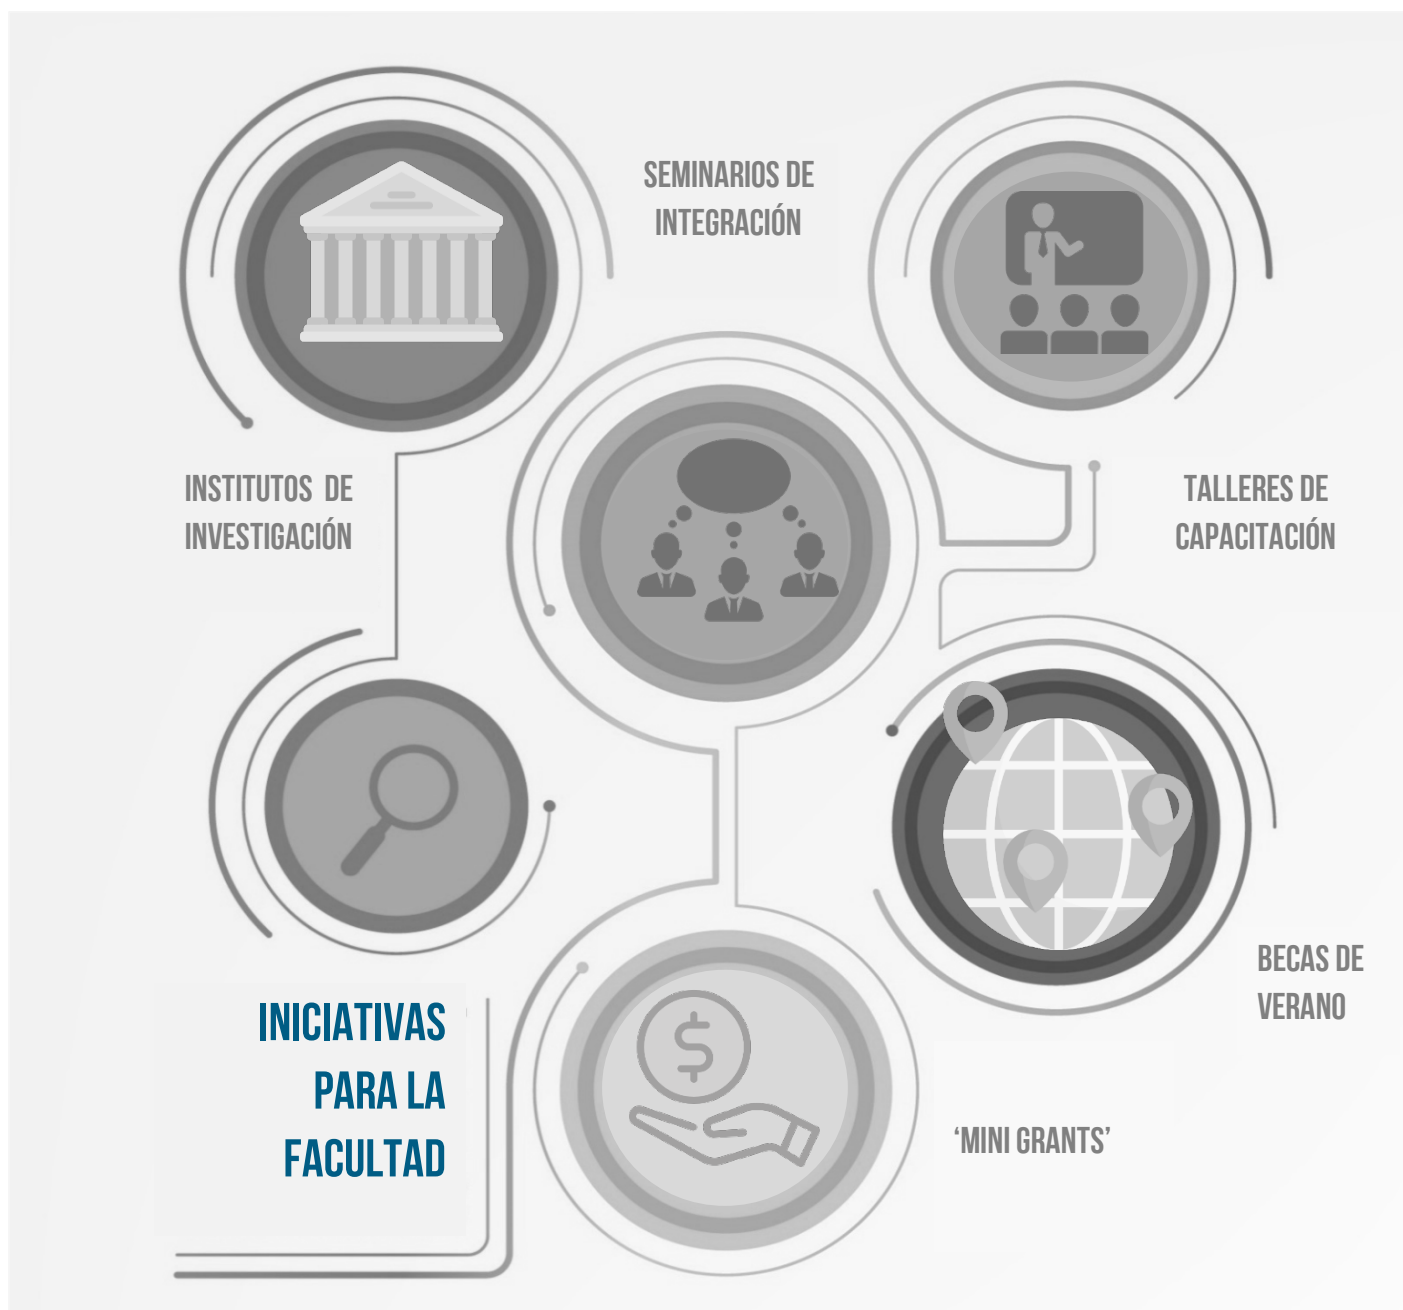 SEMINARIOS DE
INTEGRACIÓN
INSTITUTOS DE
INVESTIGACIÓN
TALLERES DE
CAPACITACIÓN
BECAS DE
VERANO
INICIATIVAS
PARA LA
FACULTAD
‘MINI GRANTS’
$